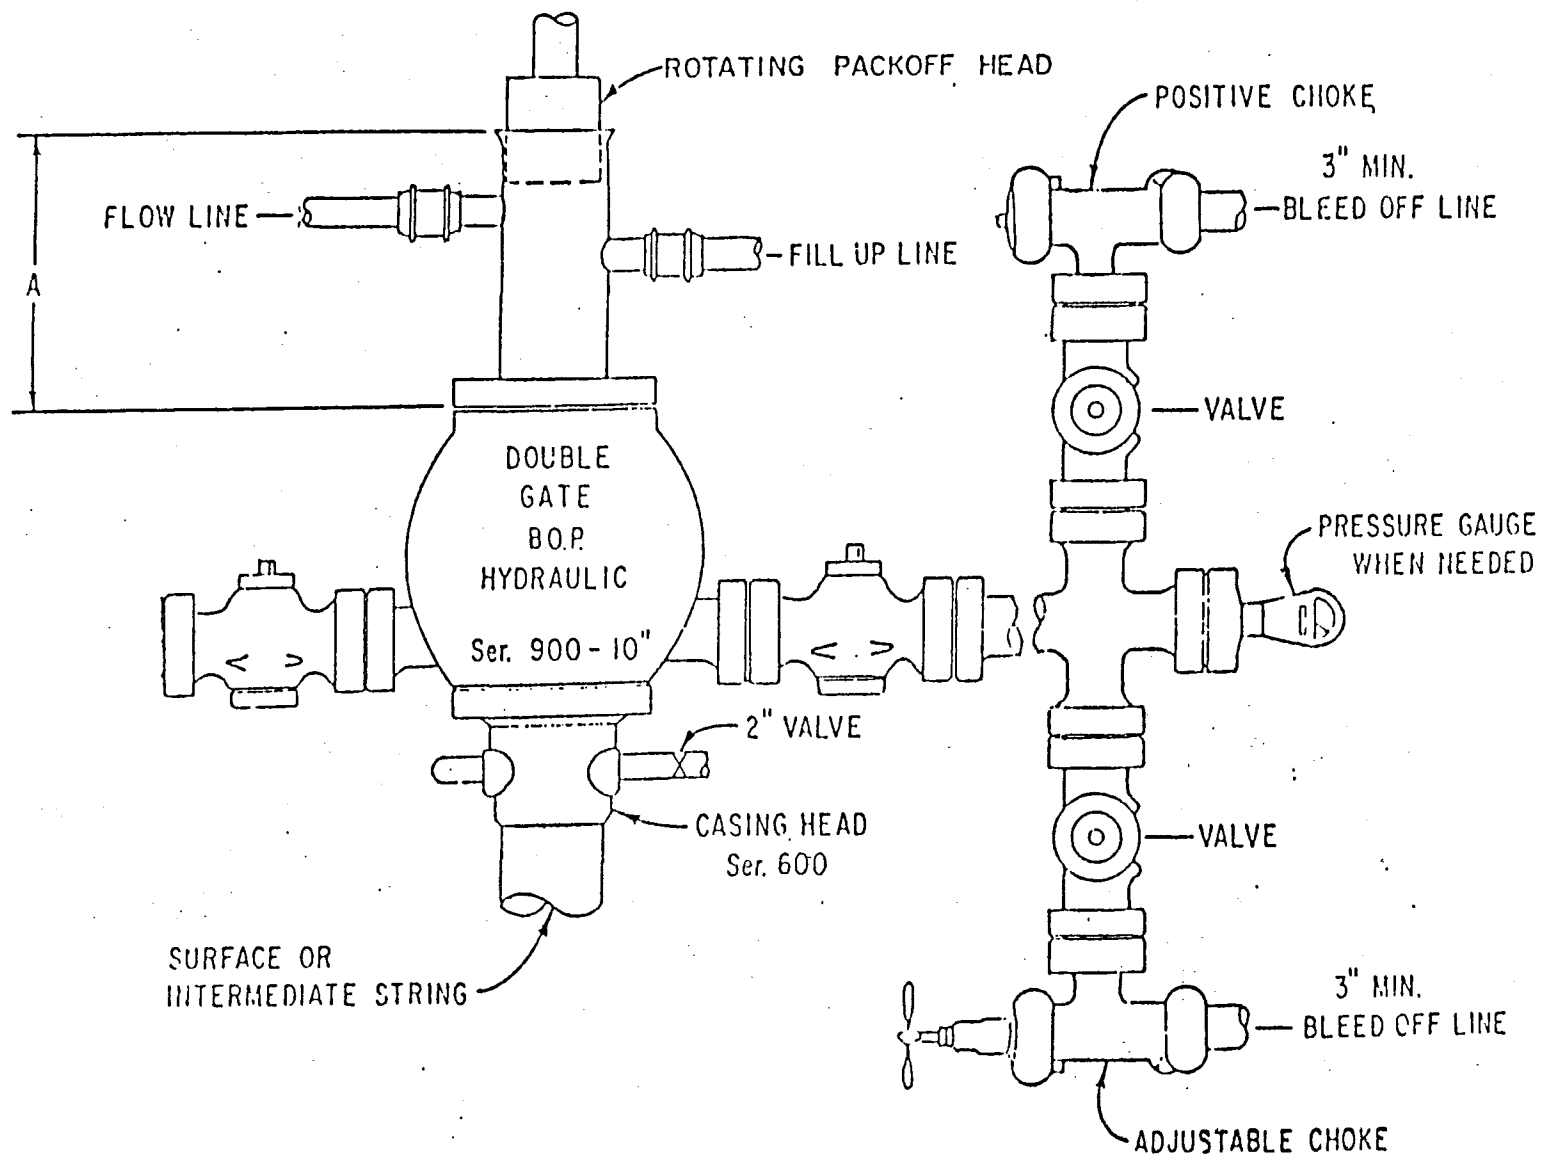 ROTATING PACKOFF HEAD
POSITIVE CHOKE
3" MIN.
BLEED OFF LINE
FLOW LINE
FILL UP LINE
A
VALVE
DOUBLE
GATE
B.O.P.
HYDRAULIC
Ser. 900-10"
PRESSURE GAUGE
WHEN NEEDED
2" VALVE
CASING HEAD
Ser. 600
VALVE
SURFACE OR
INTERMEDIATE STRING
3" MIN.
BLEED OFF LINE
ADJUSTABLE CHOKE